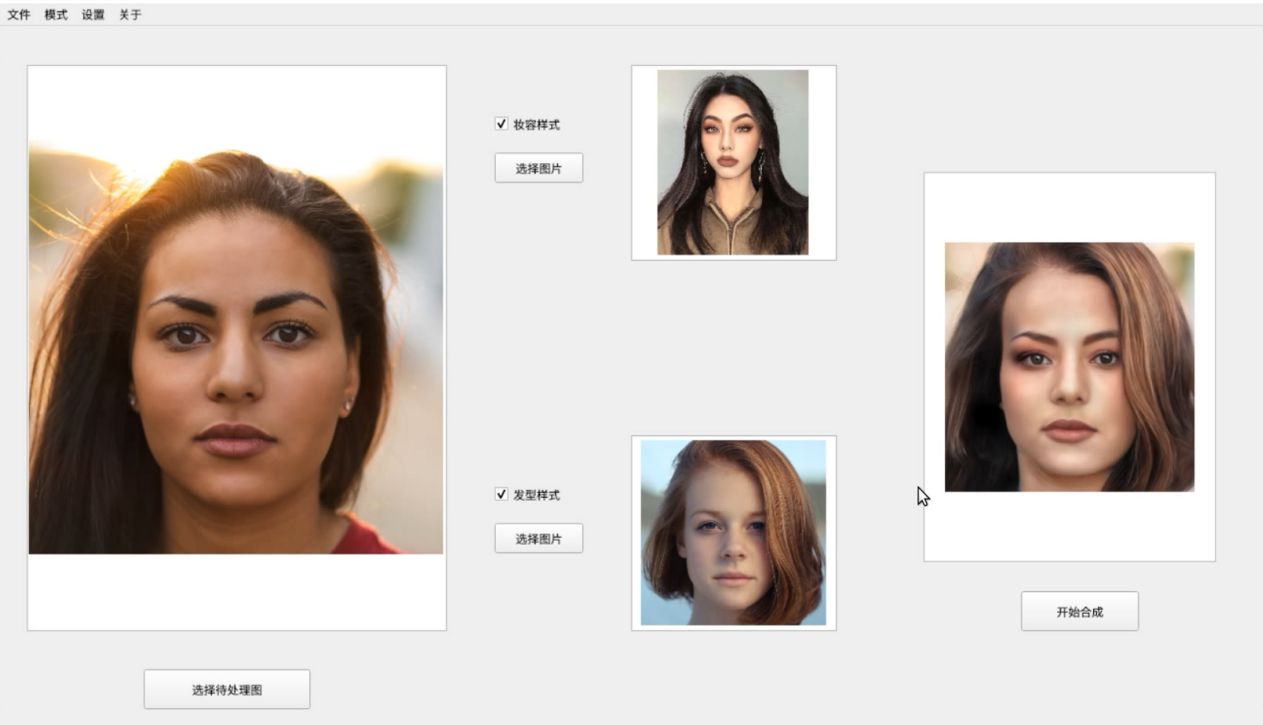 文件 模式 设置 关于
妆容样式
选择图片
发型样式
选择图片
开始合成
选择待处理图